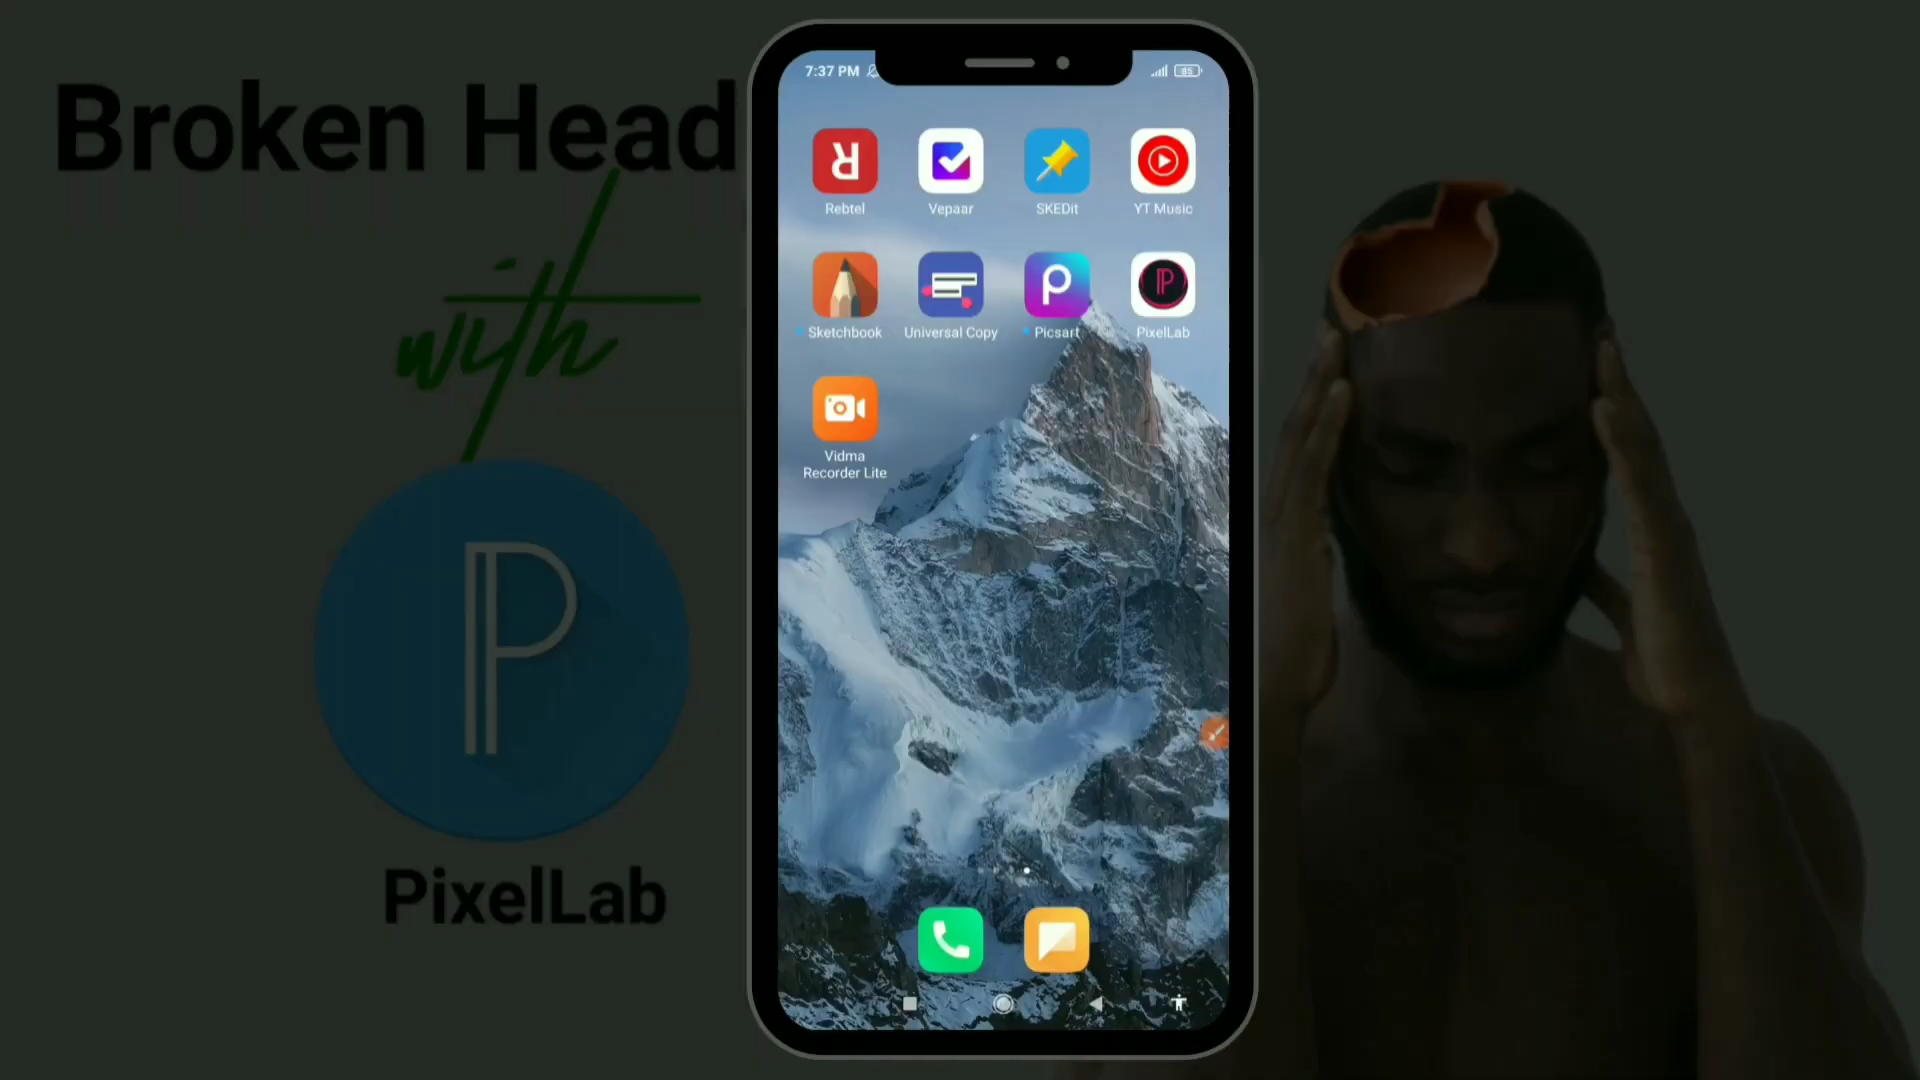 Broken Head
with
PixelLab
7:37 PM
85
Rebtel
Vepaar
SKEDit
YT Music
Sketchbook
Universal Copy
Picsart
PixelLab
Vidma
Recorder Lite